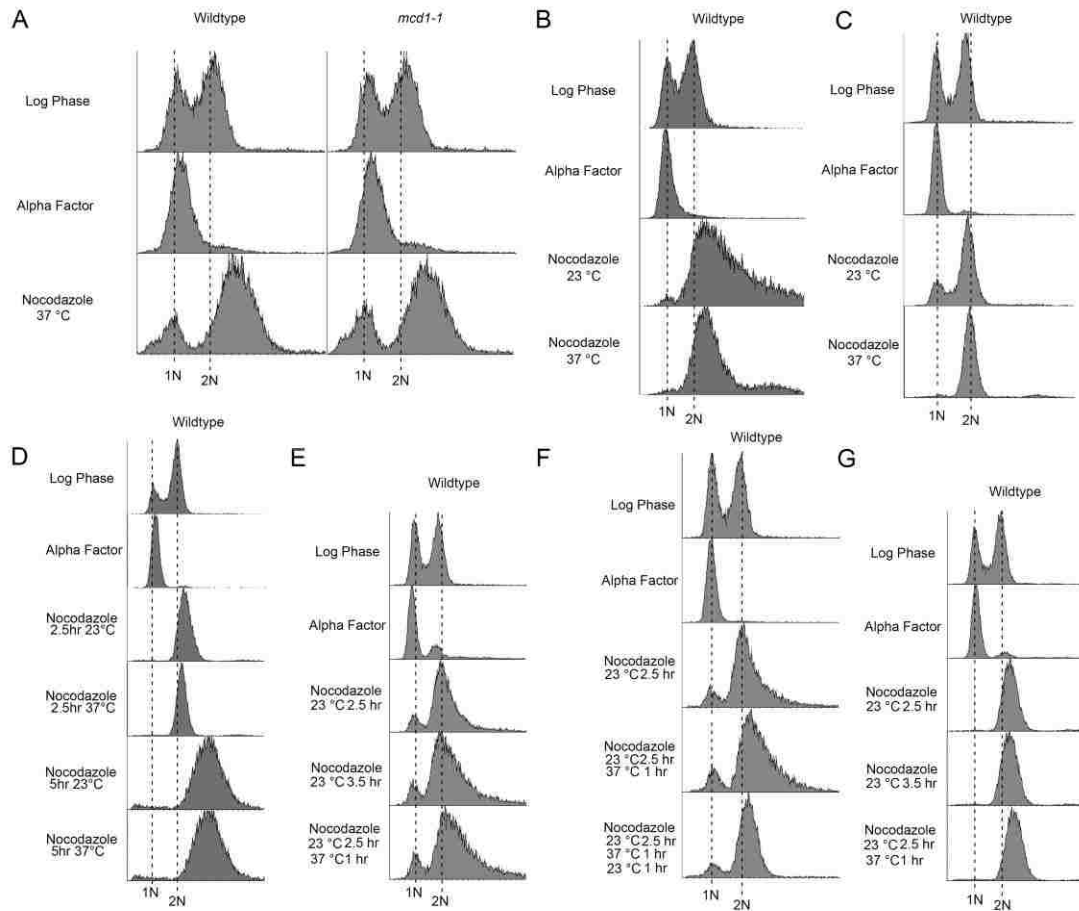 A
Wildtype
mcd1-1
Log Phase
Alpha Factor
Nocodazole
37 °C
1N
2N
1N
2N
B
Wildtype
Log Phase
Alpha Factor
Nocodazole
23 °C
Nocodazole
37 °C
1N
2N
C
Wildtype
Log Phase
Alpha Factor
Nocodazole
23 °C
Nocodazole
37 °C
1N
2N
D
Wildtype
Log Phase
Alpha Factor
Nocodazole
2.5hr 23°C
Nocodazole
2.5hr 37°C
Nocodazole
5hr 23°C
Nocodazole
5hr 37°C
1N
2N
E
Wildtype
Log Phase
Alpha Factor
Nocodazole
23 °C 2.5 hr
Nocodazole
23 °C 3.5 hr
Nocodazole
23 °C 2.5 hr
37 °C 1 hr
1N
2N
F
Wildtype
Log Phase
Alpha Factor
Nocodazole
23 °C 2.5 hr
Nocodazole
23 °C 2.5 hr
37 °C 1 hr
Nocodazole
23 °C 2.5 hr
37 °C 1 hr
23 °C 1 hr
1N
2N
G
Wildtype
Log Phase
Alpha Factor
Nocodazole
23 °C 2.5 hr
Nocodazole
23 °C 3.5 hr
Nocodazole
23 °C 2.5 hr
37 °C 1 hr
1N
2N